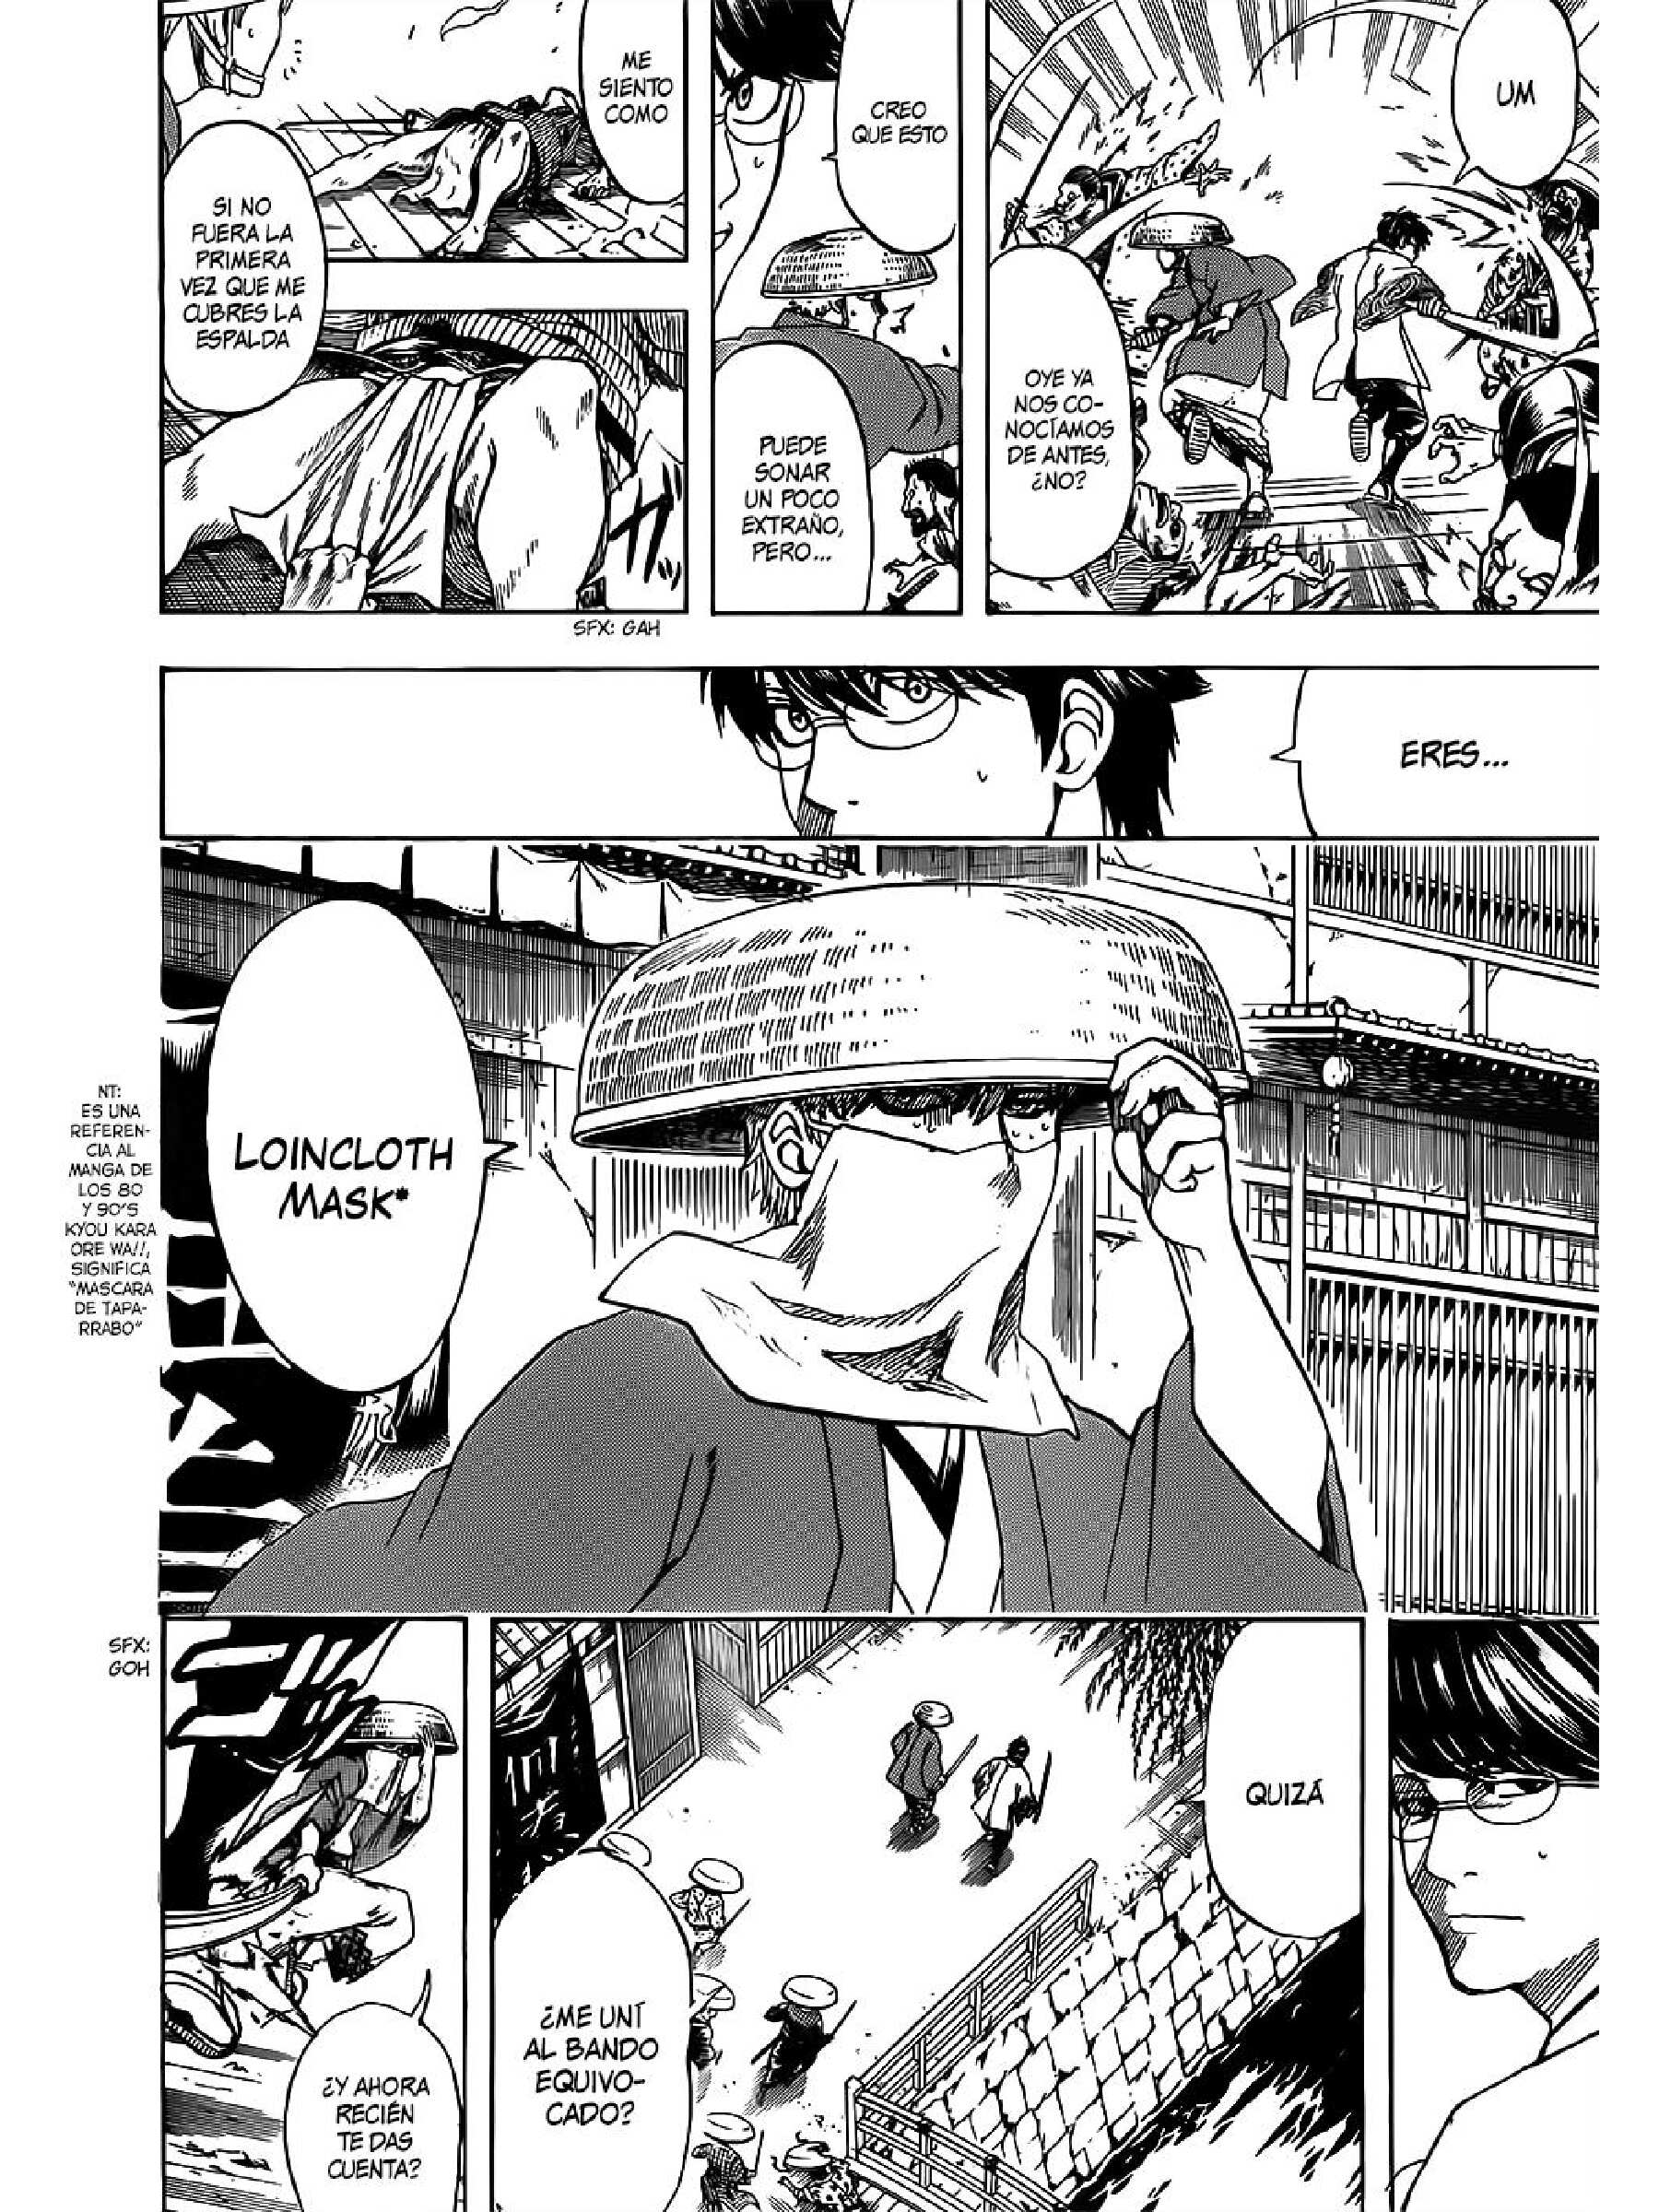 UM
OYE YA
NOS CO-
NOCÍAMOS
DE ANTES,
¿NO?
CREO
QUE ESTO
PUEDE
SONAR
UN POCO
EXTRAÑO,
PERO...
ME
SIENTO
COMO
SI NO
FUERA LA
PRIMERA
VEZ QUE ME
CUBRES LA
ESPALDA
SFX: GAH
ERES...
LOINCLOTH
MASK*
NT:
ES UNA
REFEREN-
CIA AL
MANGA DE
LOS 80
Y 90'S
KYOU KARA
ORE WA!!,
SIGNIFICA
"MASCARA
DE TAPA-
RRABO"
QUIZÁ
¿ME UNÍ
AL BANDO
EQUIVO-
CADO?
SFX:
GOH
¿Y AHORA
RECIÉN
TE DAS
CUENTA?